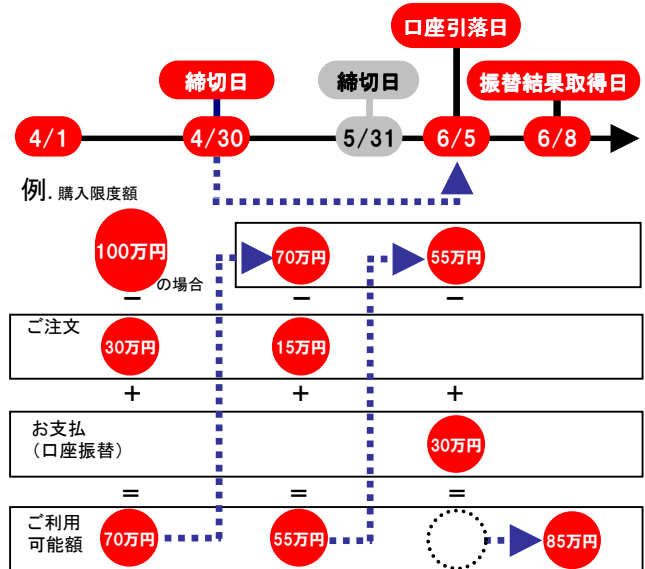 口座引落日
締切日
締切日
振替結果取得日
4/1
4/30
5/31
6/5
6/8
例. 購入限度額
100万円
の場合
70万円
55万円
−
−
−
ご注文
30万円
15万円
+
+
+
お支払
(口座振替)
30万円
=
=
=
ご利用
可能額
70万円
55万円
85万円